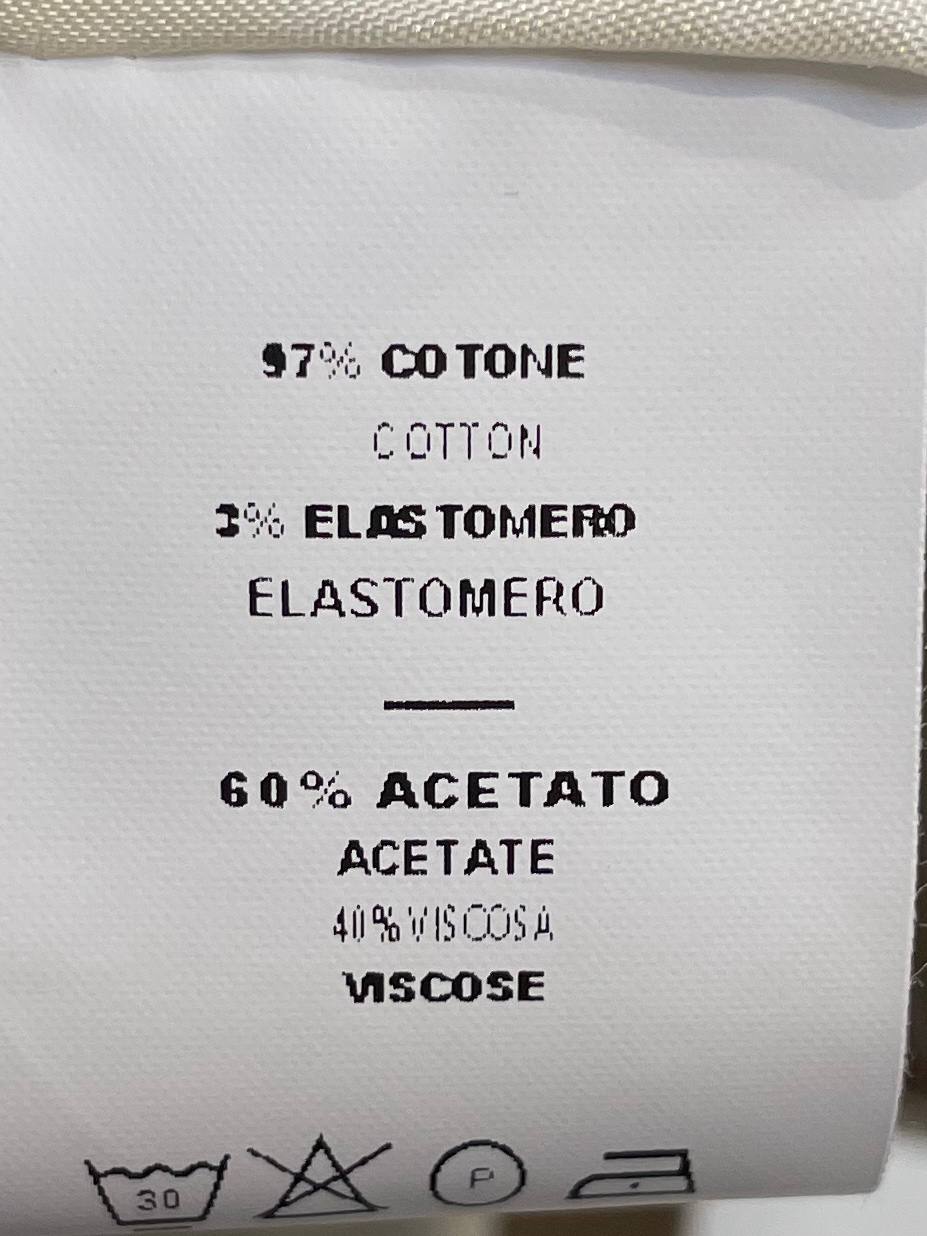 97% COTONE
COTTON
3% ELASTOMERO
ELASTOMERO
60% ACETATO
ACETATE
40% VISCOSA
VISCOSE
30 P